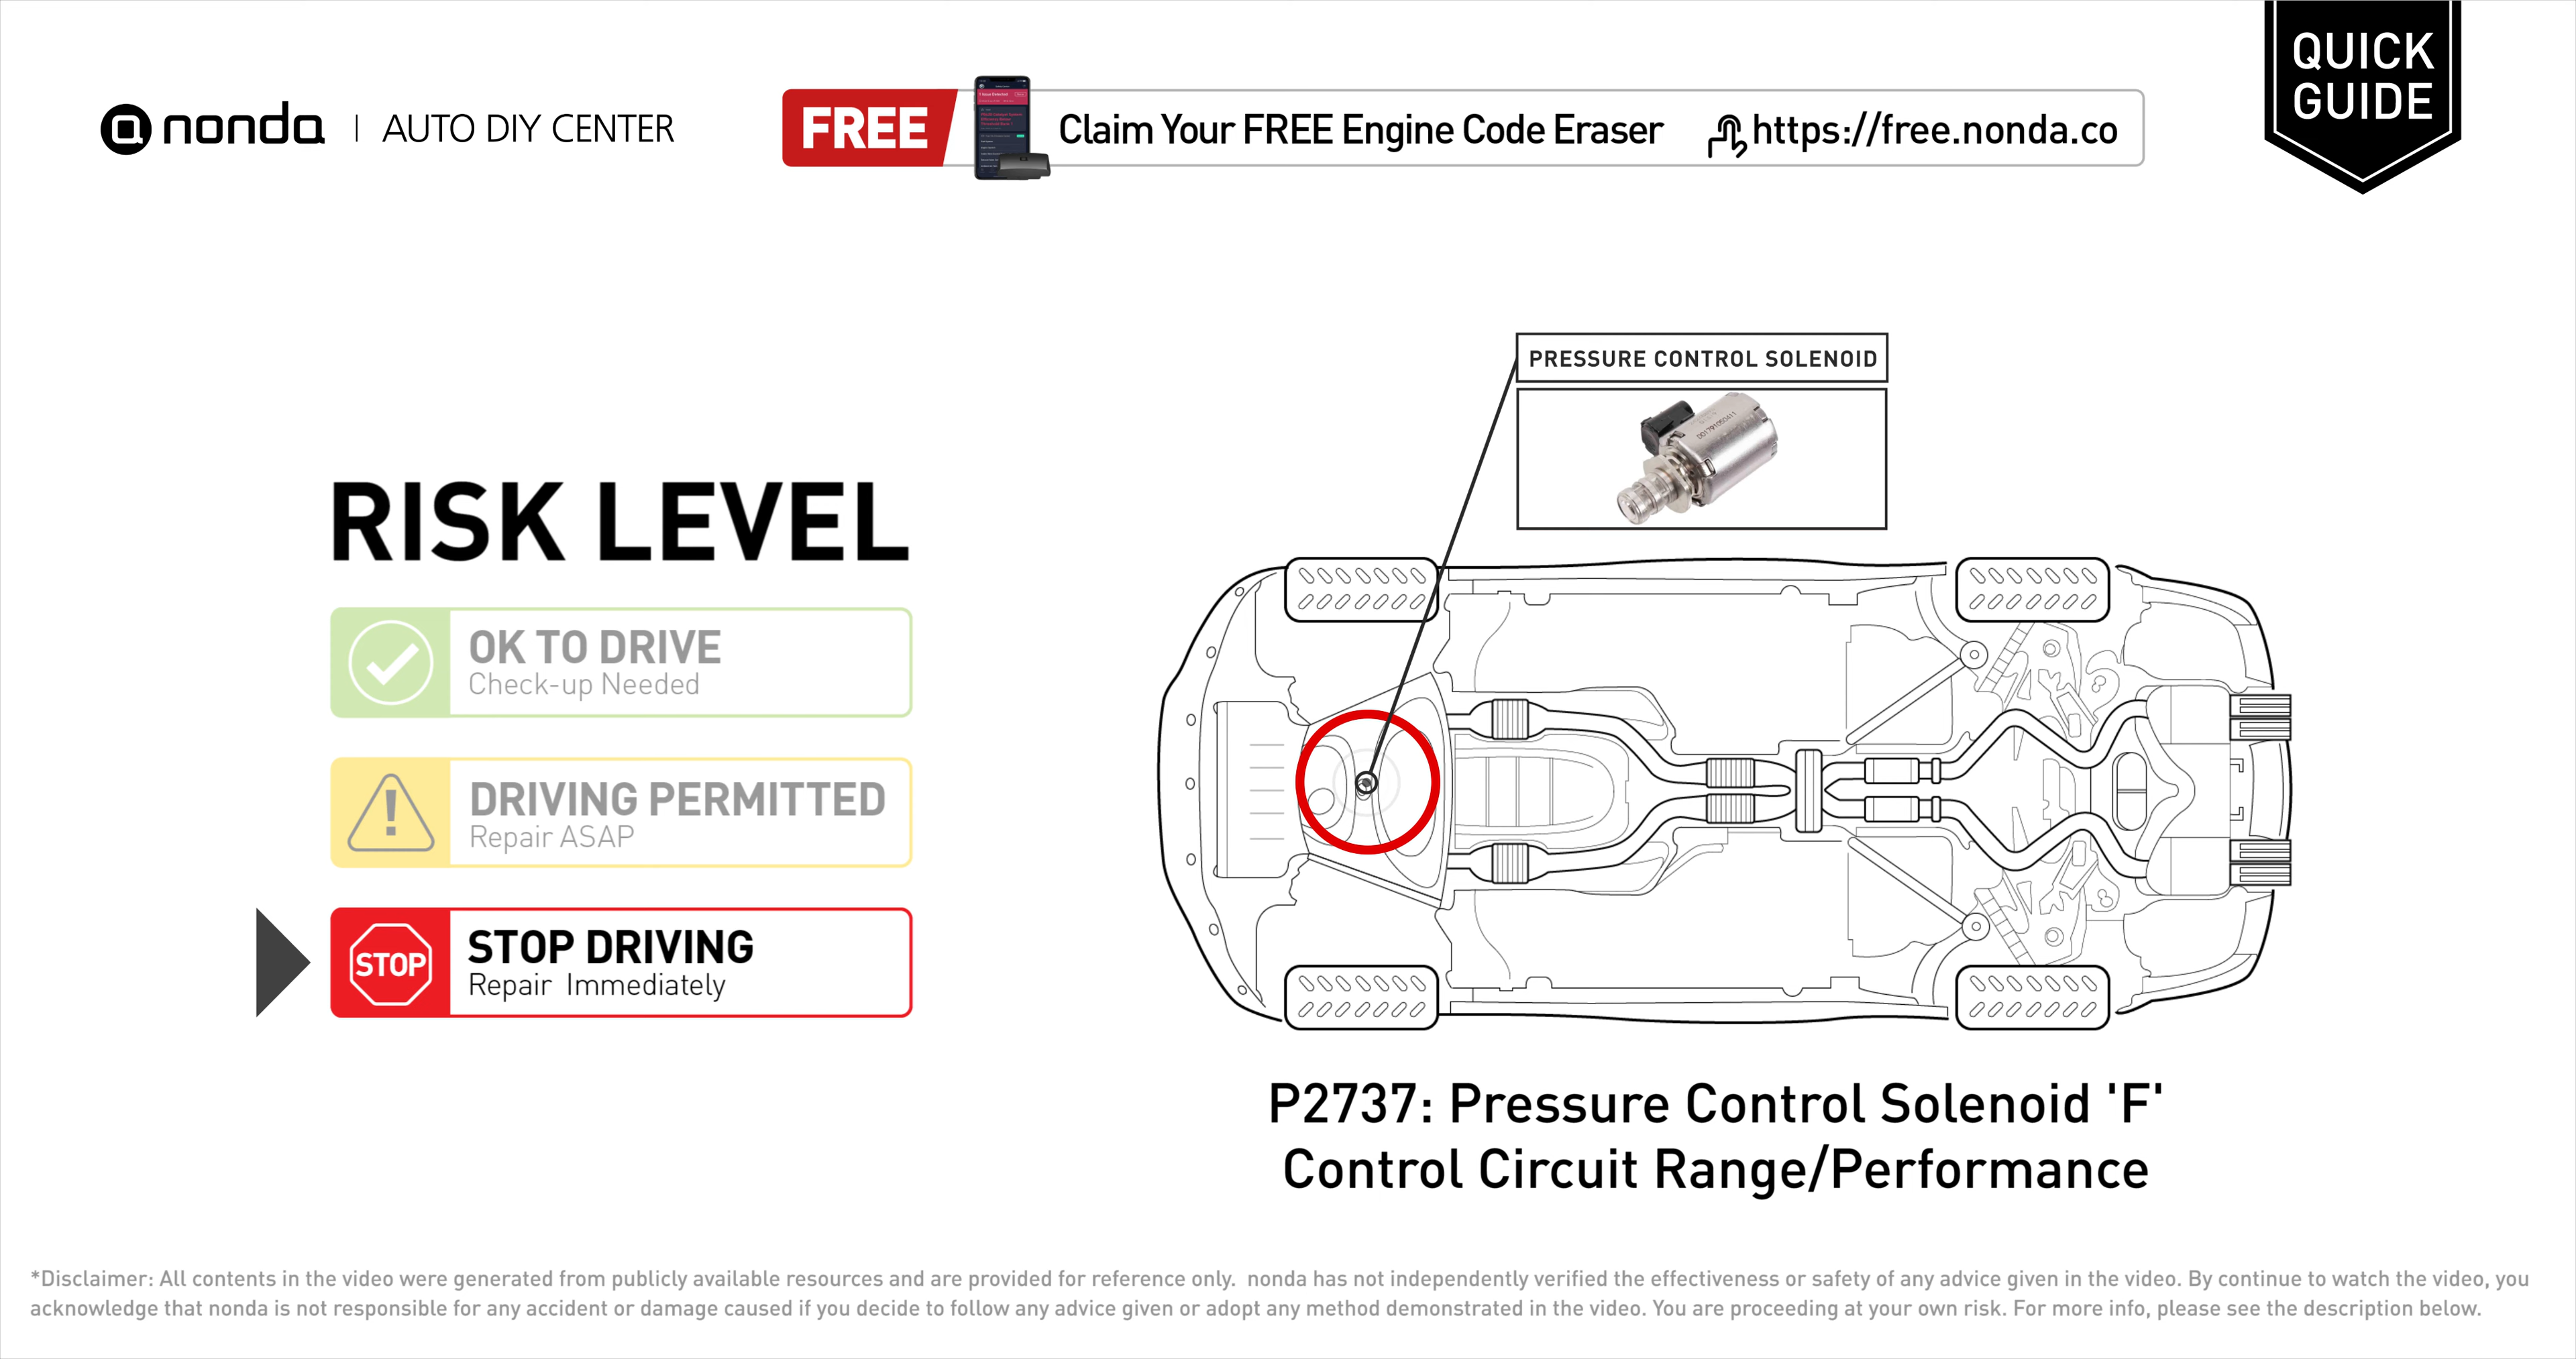 nonda | AUTO DIY CENTER
FREE
Claim Your FREE Engine Code Eraser
https://free.nonda.co
QUICK
GUIDE
PRESSURE CONTROL SOLENOID
RISK LEVEL
OK TO DRIVE
Check-up Needed
DRIVING PERMITTED
Repair ASAP
STOP
STOP DRIVING
Repair Immediately
P2737: Pressure Control Solenoid 'F'
Control Circuit Range/Performance
*Disclaimer: All contents in the video were generated from publicly available resources and are provided for reference only. nonda has not independently verified the effectiveness or safety of any advice given in the video. By continue to watch the video, you
acknowledge that nonda is not responsible for any accident or damage caused if you decide to follow any advice given or adopt any method demonstrated in the video. You are proceeding at your own risk. For more info, please see the description below.